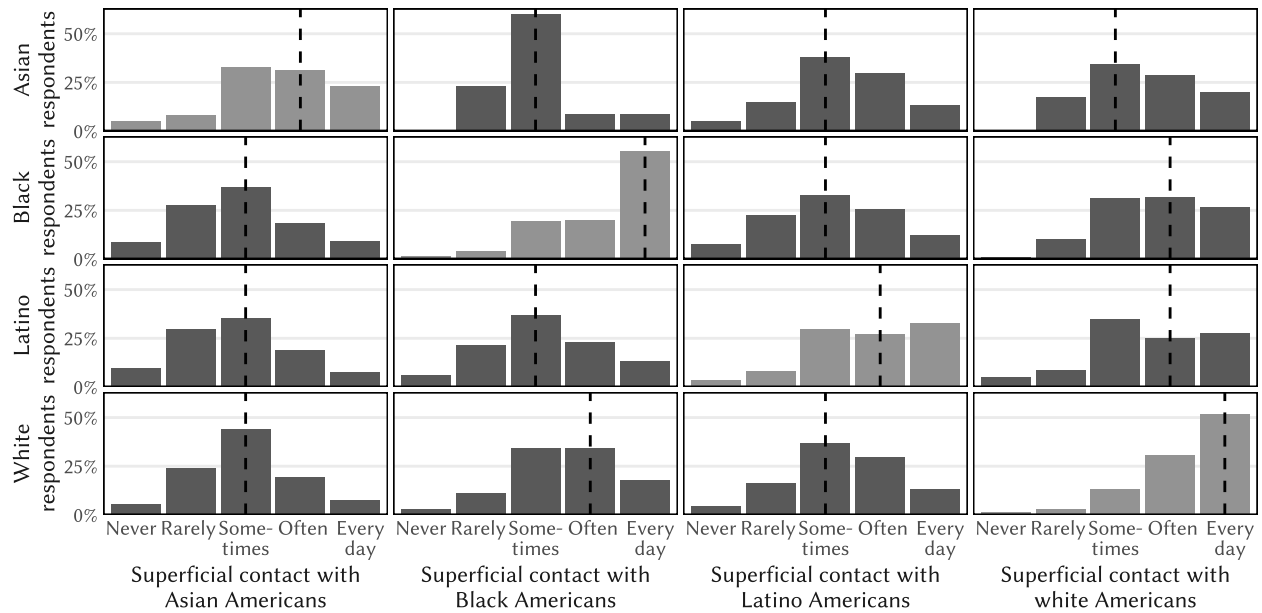 Asian
respondents
50%
25%
0%
Black
respondents
50%
25%
0%
Latino
respondents
50%
25%
0%
White
respondents
50%
25%
0%
Never Rarely Some- Often Every
times day
Never Rarely Some- Often Every
times day
Never Rarely Some- Often Every
times day
Never Rarely Some- Often Every
times day
Superficial contact with
Asian Americans
Superficial contact with
Black Americans
Superficial contact with
Latino Americans
Superficial contact with
white Americans